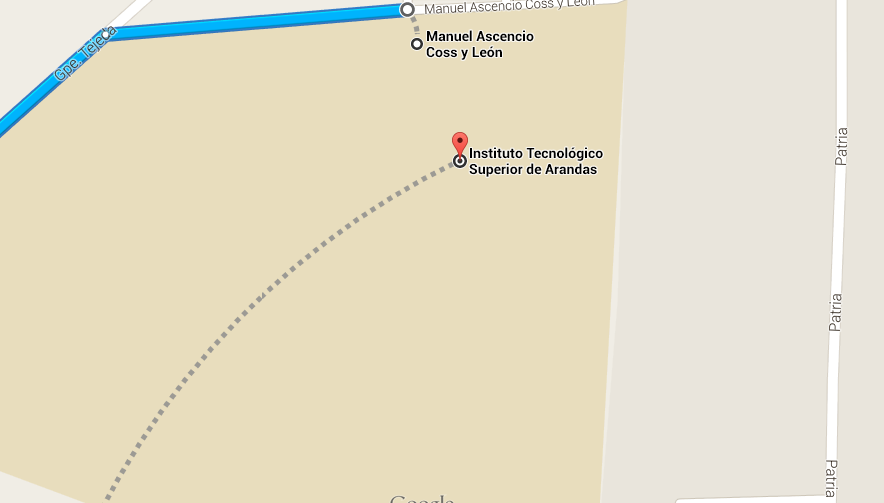 Manuel Ascencio Coss y León
Gpe. Tejeda
Manuel Ascencio
Coss y León
Patria
Instituto Tecnológico
Superior de Arandas
Patria
Patria
Google